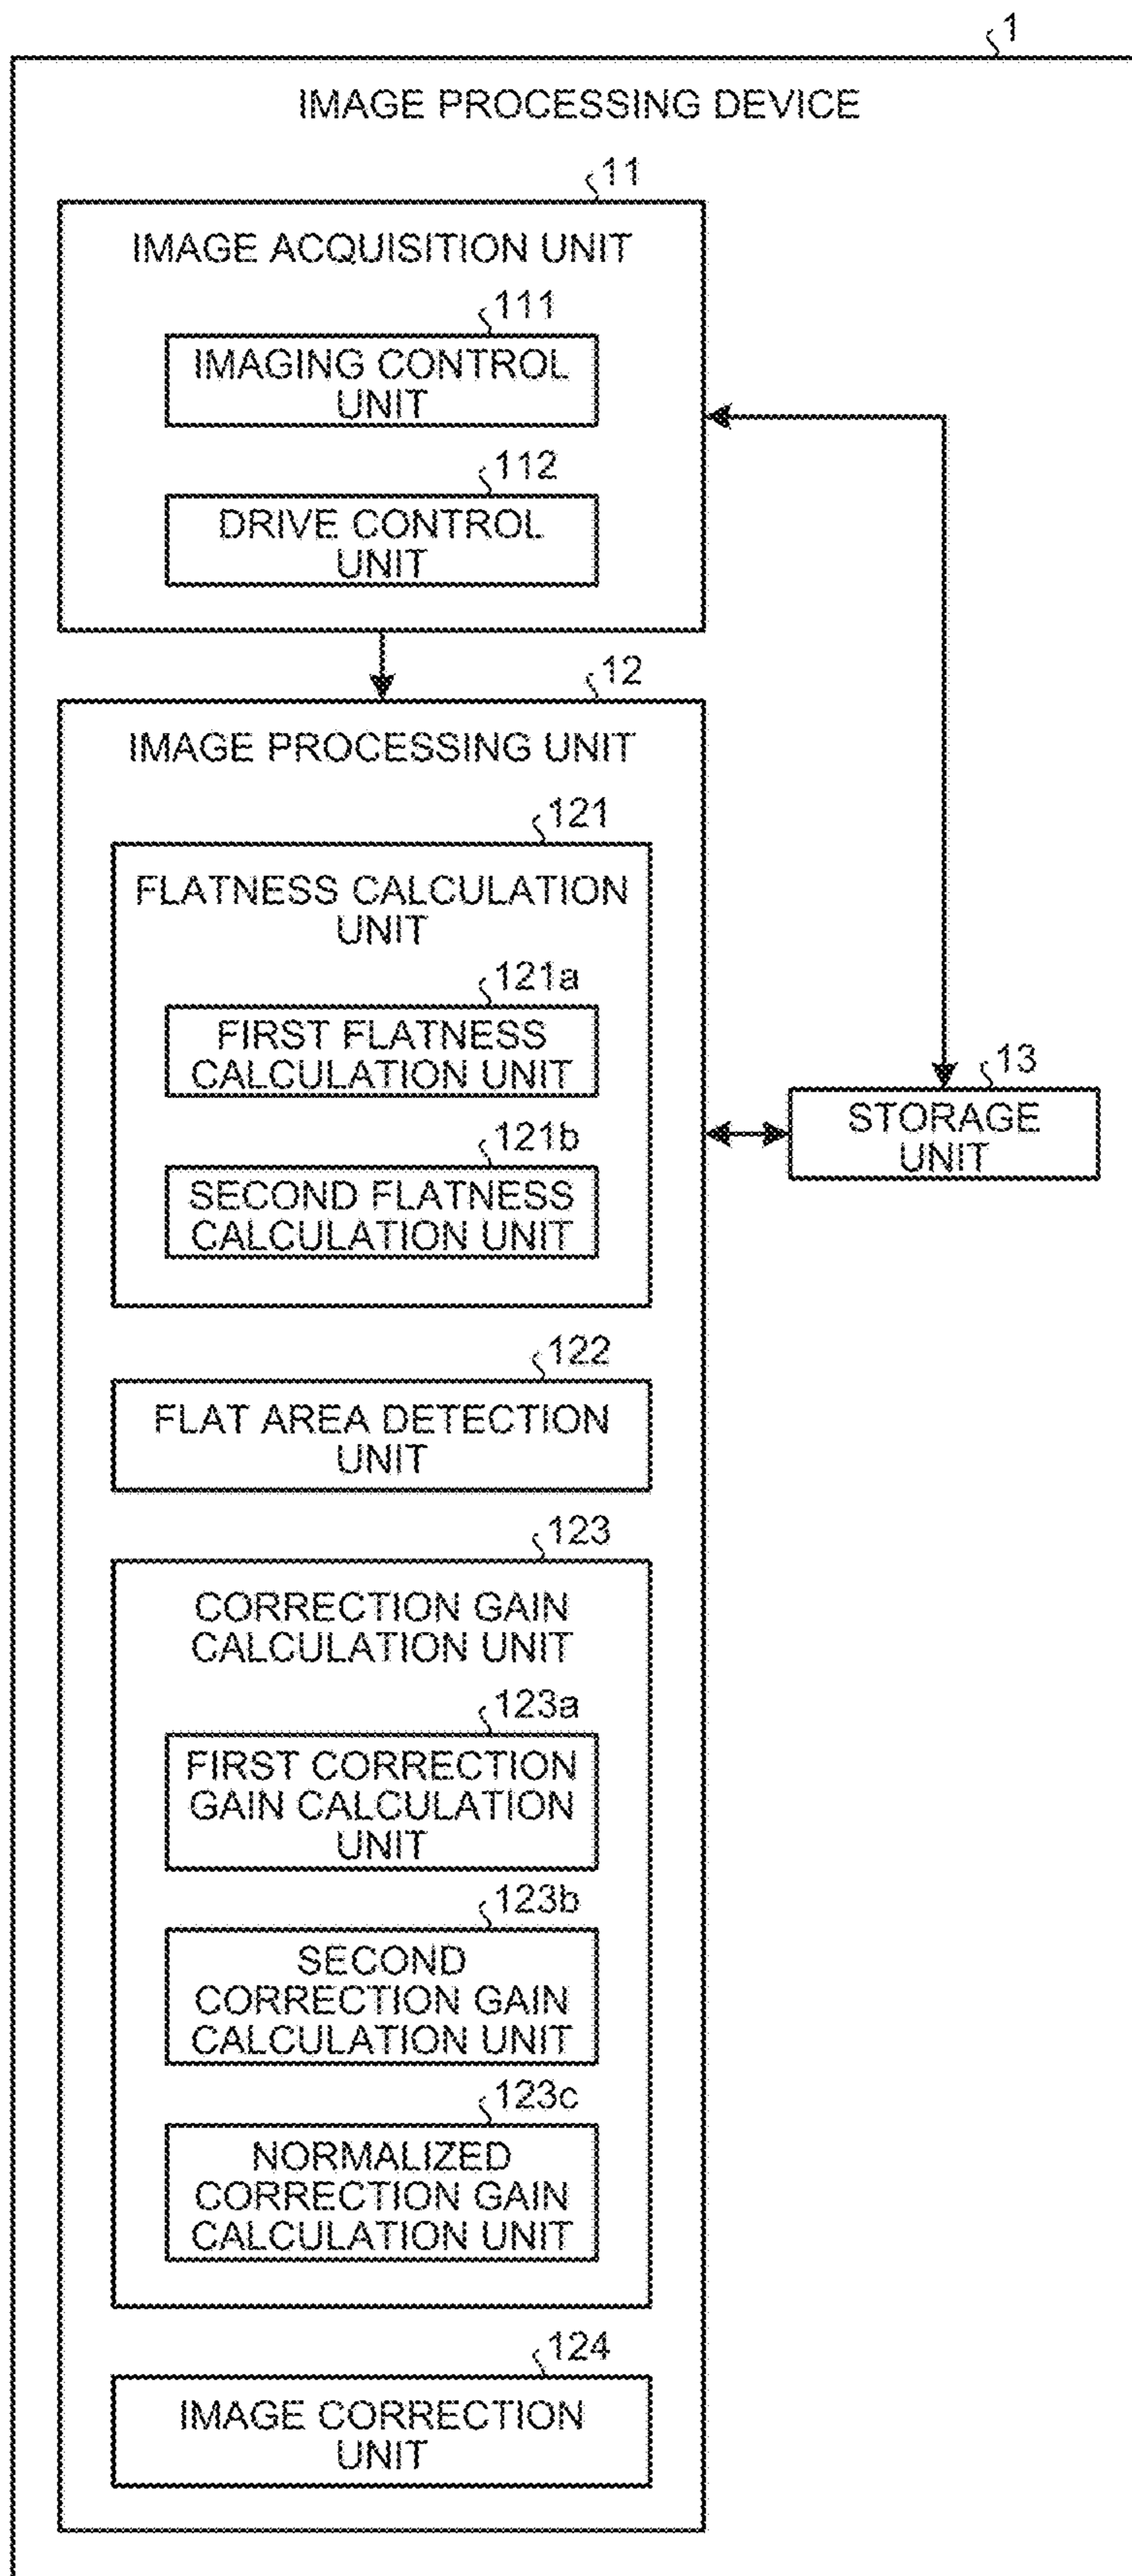 1
IMAGE PROCESSING DEVICE
11
IMAGE ACQUISITION UNIT
111
IMAGING CONTROL
UNIT
112
DRIVE CONTROL
UNIT
12
IMAGE PROCESSING UNIT
121
FLATNESS CALCULATION
UNIT
121a
FIRST FLATNESS
CALCULATION UNIT
121b
SECOND FLATNESS
CALCULATION UNIT
13
STORAGE
UNIT
122
FLAT AREA DETECTION
UNIT
123
CORRECTION GAIN
CALCULATION UNIT
123a
FIRST CORRECTION
GAIN CALCULATION
UNIT
123b
SECOND
CORRECTION GAIN
CALCULATION UNIT
123c
NORMALIZED
CORRECTION GAIN
CALCULATION UNIT
124
IMAGE CORRECTION
UNIT